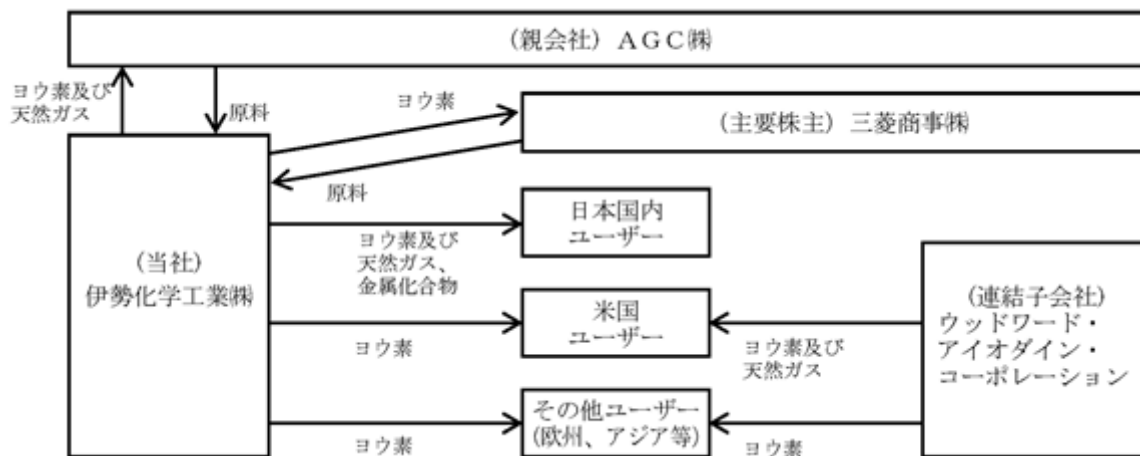 (親会社) ＡＧＣ㈱
ヨウ素及び
天然ガス
原料
ヨウ素
(主要株主) 三菱商事㈱
原料
(当社)
伊勢化学工業㈱
日本国内
ユーザー
ヨウ素及び
天然ガス、
金属化合物
米国
ユーザー
ヨウ素
(連結子会社)
ウッドワード・
アイオダイン・
コーポレーション
ヨウ素及び
天然ガス
その他ユーザー
(欧州、アジア等)
ヨウ素
ヨウ素